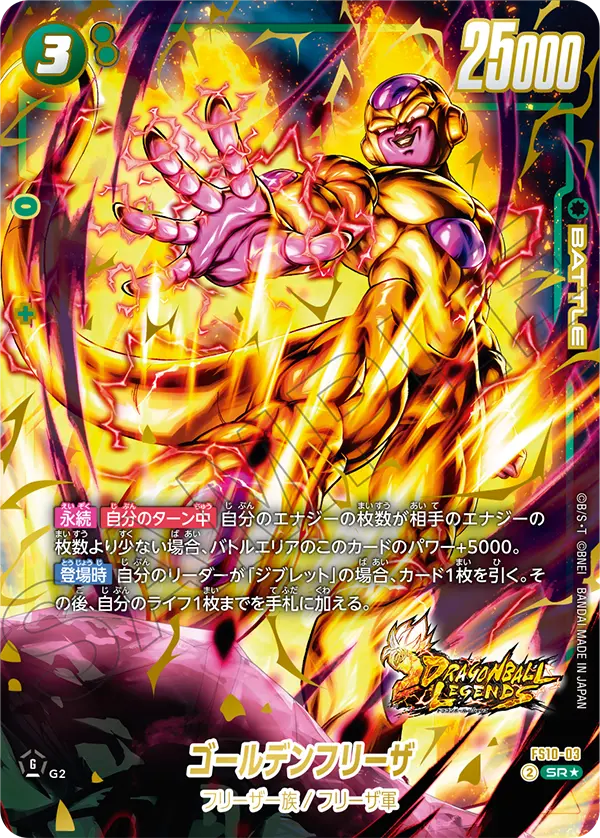 3
25000
0
+
BATTLE
永続 自分のターン中 自分のエナジーの枚数が相手のエナジーの
枚数より少ない場合、バトルエリアのこのカードのパワー+5000。
登場時 自分のリーダーが「ジブレット」の場合、カード1枚を引く。そ
の後、自分のライフ1枚までを手札に加える。
©B/S・T ©BNEI BANDAI MADE IN JAPAN
DRAGONBALL
LEGENDS
ゴールデンフリーザ
フリーザ一族/フリーザ軍
G
G2
FS10-03
2 SR★